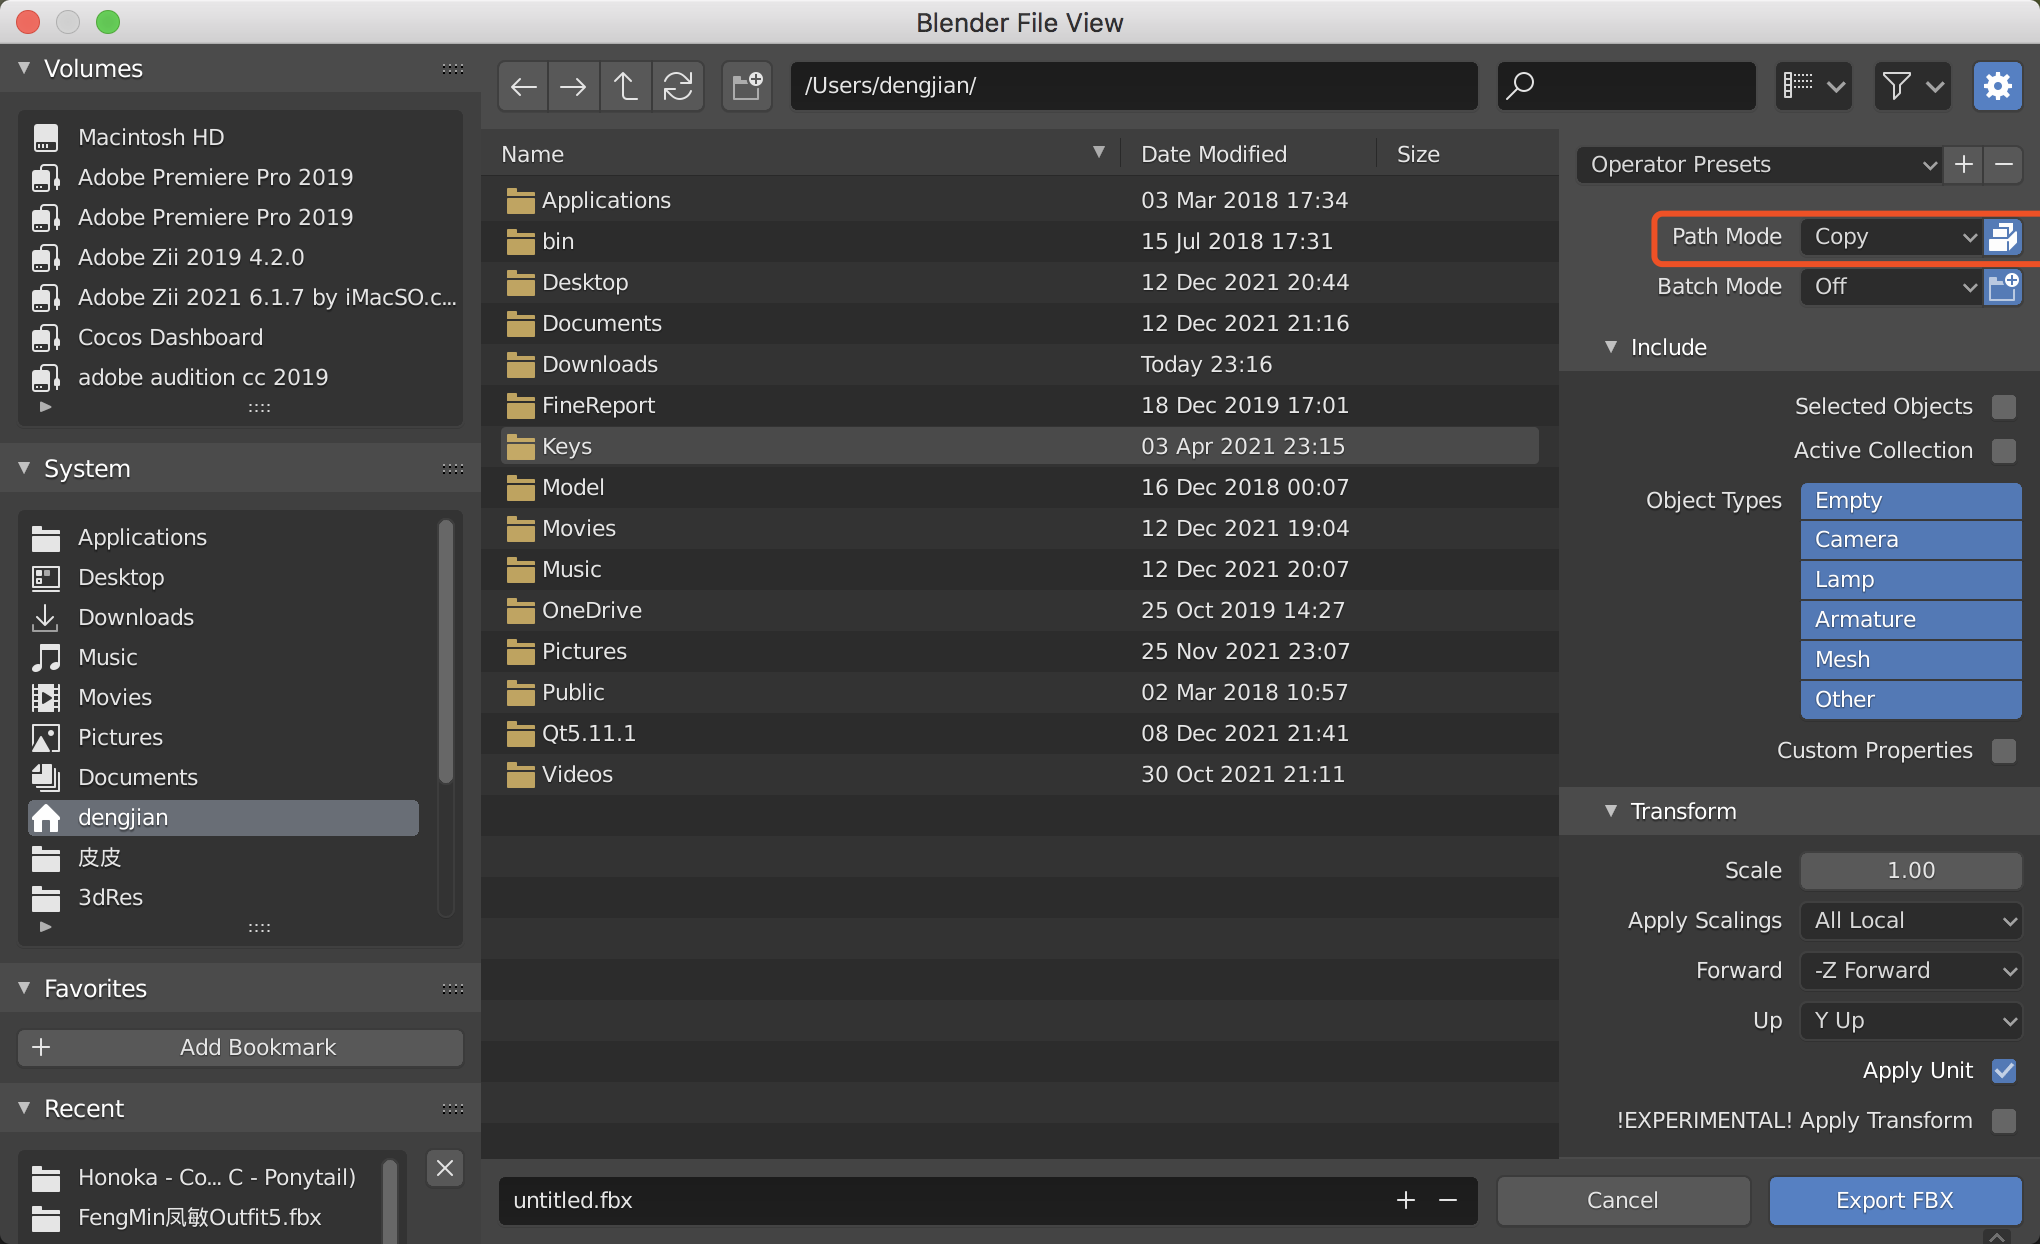 Blender File View
Volumes
Macintosh HD
Adobe Premiere Pro 2019
Adobe Premiere Pro 2019
Adobe Zii 2019 4.2.0
Adobe Zii 2021 6.1.7 by iMacSO.c...
Cocos Dashboard
adobe audition cc 2019
System
Applications
Desktop
Downloads
Music
Movies
Pictures
Documents
dengjian
皮皮
3dRes
Favorites
Add Bookmark
Recent
Honoka - Co... C - Ponytail)
FengMin凤敏Outfit5.fbx
/Users/dengjian/
Name Date Modified Size
Applications 03 Mar 2018 17:34
bin 15 Jul 2018 17:31
Desktop 12 Dec 2021 20:44
Documents 12 Dec 2021 21:16
Downloads Today 23:16
FineReport 18 Dec 2019 17:01
Keys 03 Apr 2021 23:15
Model 16 Dec 2018 00:07
Movies 12 Dec 2021 19:04
Music 12 Dec 2021 20:07
OneDrive 25 Oct 2019 14:27
Pictures 25 Nov 2021 23:07
Public 02 Mar 2018 10:57
Qt5.11.1 08 Dec 2021 21:41
Videos 30 Oct 2021 21:11
untitled.fbx
Operator Presets
Path Mode Copy
Batch Mode Off
Include
Selected Objects
Active Collection
Object Types Empty
Camera
Lamp
Armature
Mesh
Other
Custom Properties
Transform
Scale 1.00
Apply Scalings All Local
Forward -Z Forward
Up Y Up
Apply Unit
!EXPERIMENTAL! Apply Transform
Cancel
Export FBX